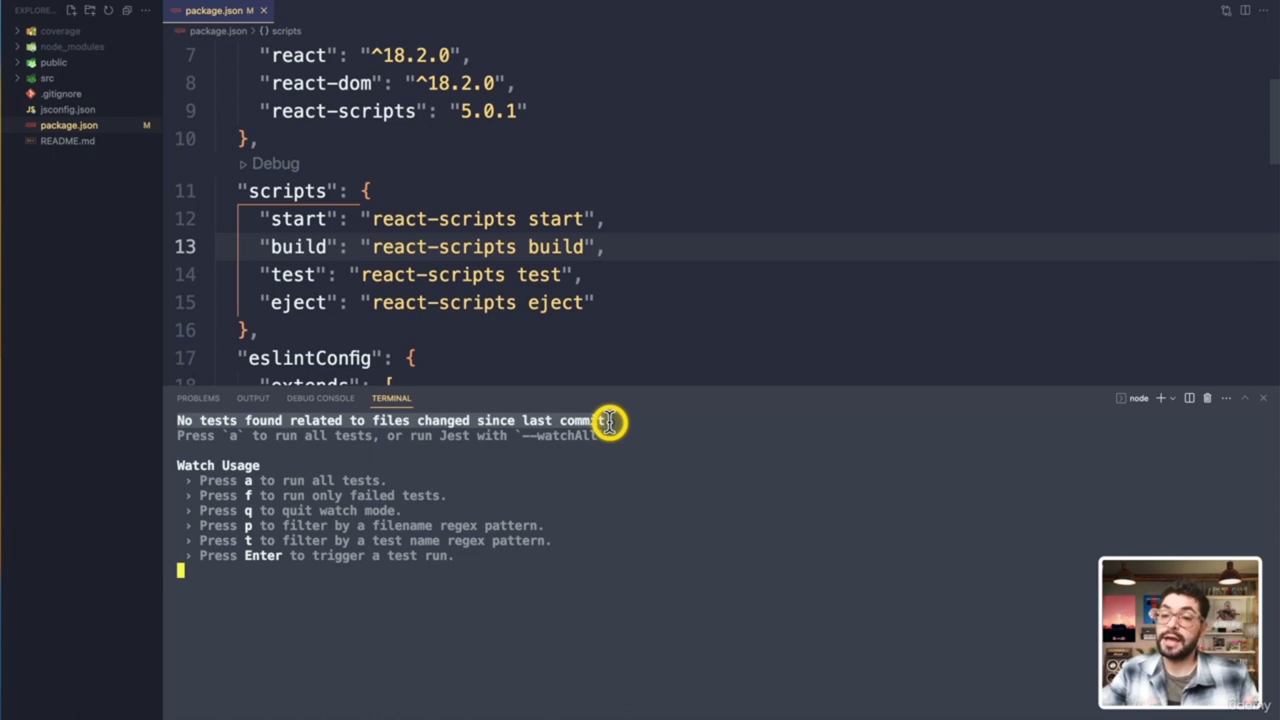 EXPLORE...
coverage
node_modules
public
src
.gitignore
jsconfig.json
package.json M
README.md
package.json M
package.json > {} scripts
7 "react": "^18.2.0",
8 "react-dom": "^18.2.0",
9 "react-scripts": "5.0.1"
10 },
Debug
11 "scripts": {
12 "start": "react-scripts start",
13 "build": "react-scripts build",
14 "test": "react-scripts test",
15 "eject": "react-scripts eject"
16 },
17 "eslintConfig": {
18 "extends": [
PROBLEMS OUTPUT DEBUG CONSOLE TERMINAL
node
No tests found related to files changed since last commit.
Press `a` to run all tests, or run Jest with `--watchAll`
Watch Usage
› Press a to run all tests.
› Press f to run only failed tests.
› Press q to quit watch mode.
› Press p to filter by a filename regex pattern.
› Press t to filter by a test name regex pattern.
› Press Enter to trigger a test run.
Udemy